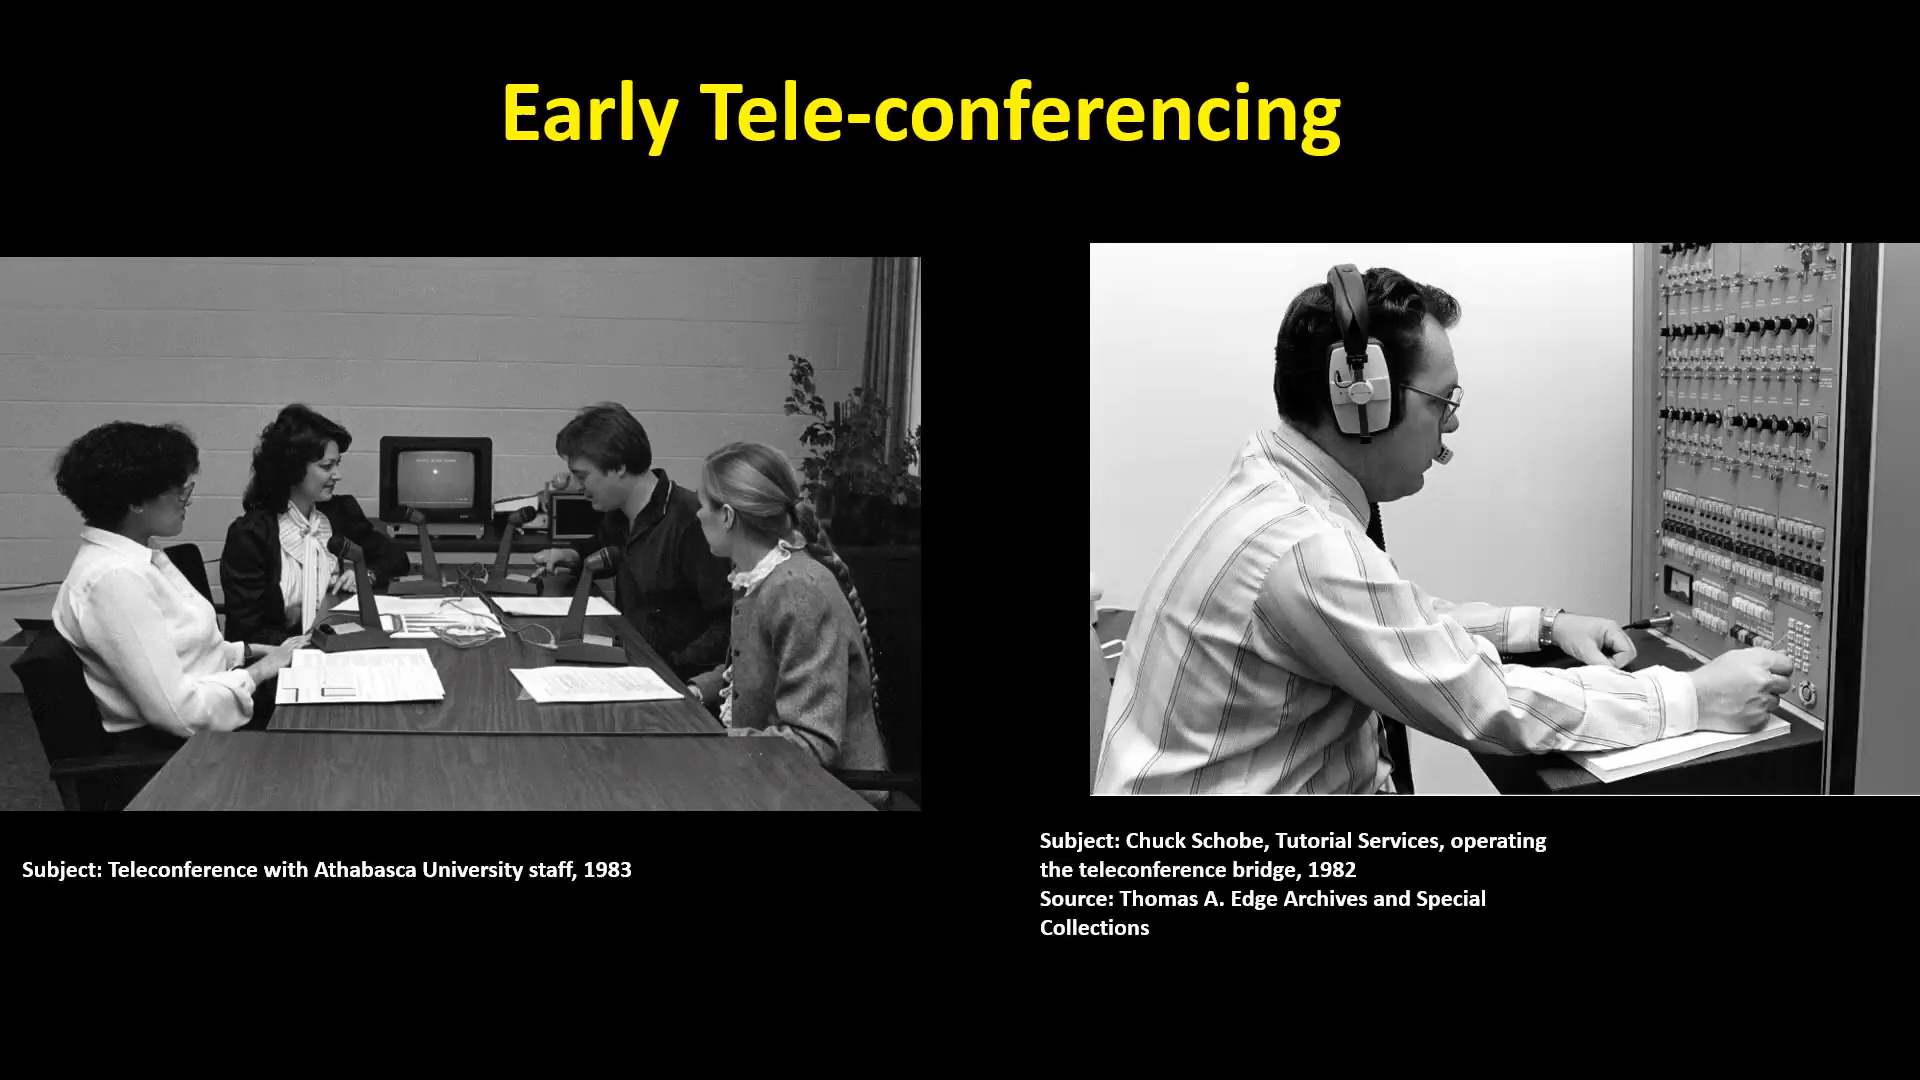 Early Tele-conferencing
Subject: Teleconference with Athabasca University staff, 1983
Subject: Chuck Schobe, Tutorial Services, operating
the teleconference bridge, 1982
Source: Thomas A. Edge Archives and Special
Collections